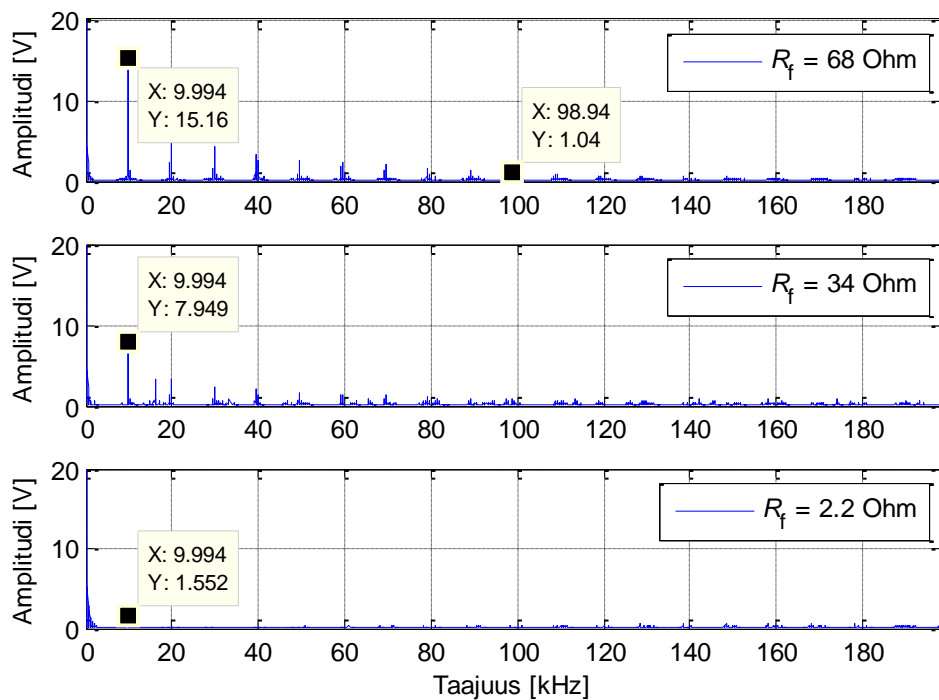 Amplitudi [V]
20
10
0
X: 9.994
Y: 15.16
X: 98.94
Y: 1.04
Rf = 68 Ohm
0 20 40 60 80 100 120 140 160 180
Amplitudi [V]
20
10
0
X: 9.994
Y: 7.949
Rf = 34 Ohm
0 20 40 60 80 100 120 140 160 180
Amplitudi [V]
20
10
0
X: 9.994
Y: 1.552
Rf = 2.2 Ohm
0 20 40 60 80 100 120 140 160 180
Taajuus [kHz]